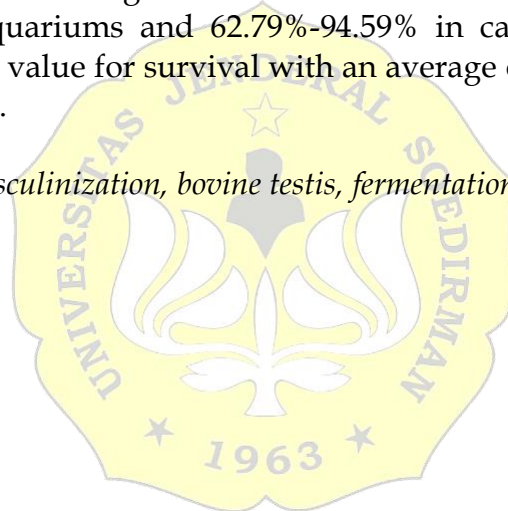 quariums and 62.79%-94.59% in ca
value for survival with an average
.
sculinization, bovine testis, fermentation
UNIVERSITAS JENDERAL SOEDIRMAN
1963